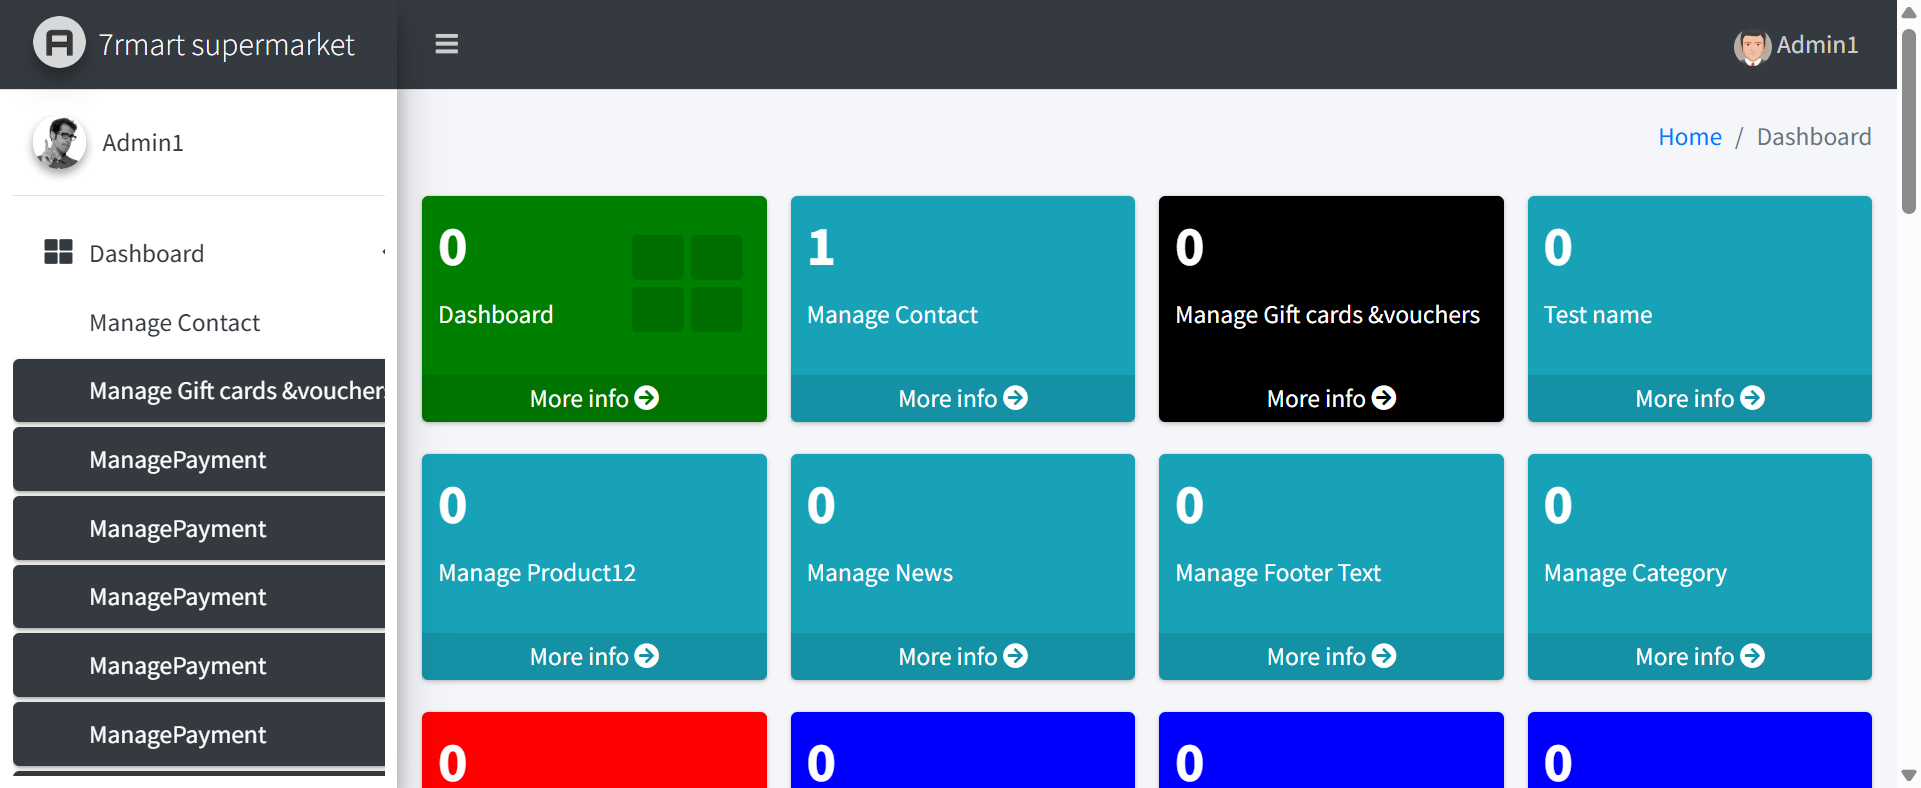 7rmart supermarket
Admin1
Admin1
Home / Dashboard
Dashboard
Manage Contact
Manage Gift cards &voucher
ManagePayment
ManagePayment
ManagePayment
ManagePayment
ManagePayment
0
Dashboard
More info
1
Manage Contact
More info
0
Manage Gift cards &vouchers
More info
0
Test name
More info
0
Manage Product12
More info
0
Manage News
More info
0
Manage Footer Text
More info
0
Manage Category
More info
0
0
0
0